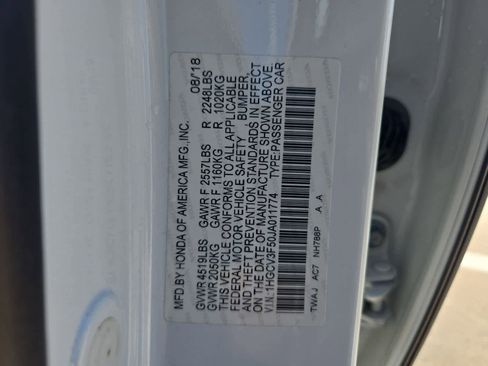 MFD. BY HONDA OF AMERICA MFG., INC. 08/18
GVWR 4519LBS GAWR F 2557LBS R 2248LBS
GVWR 2050KG GAWR F 1160KG R 1020KG
THIS VEHICLE CONFORMS TO ALL APPLICABLE
FEDERAL MOTOR VEHICLE SAFETY, BUMPER,
AND THEFT PREVENTION STANDARDS IN EFFECT
ON THE DATE OF MANUFACTURE SHOWN ABOVE.
V.I.N. 1HGCV3F50JA011774 TYPE:PASSENGER CAR
TWAJ AC7 NH788P A A